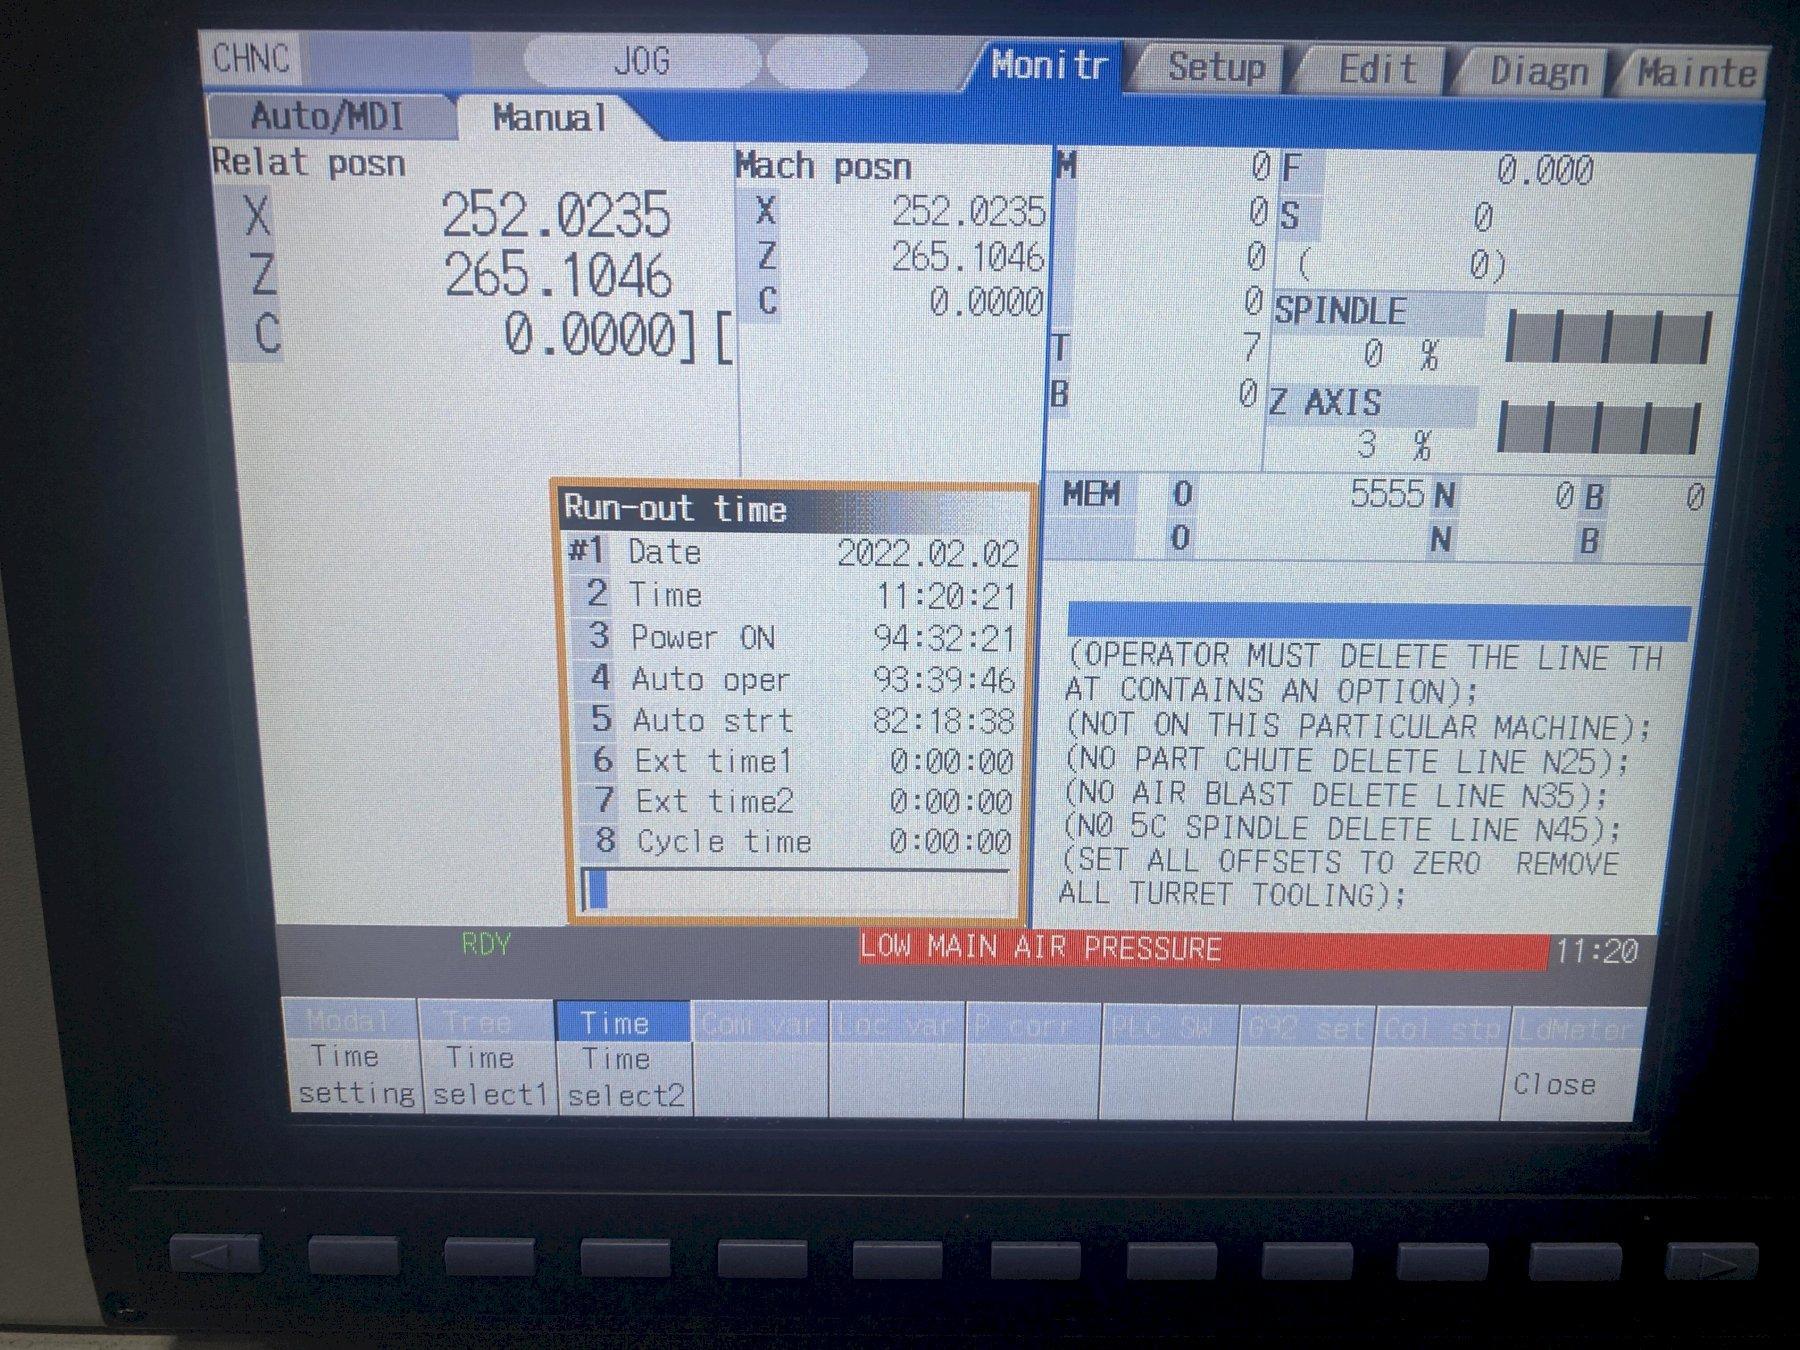 CHNC JOG Monitr Setup Edit Diagn Mainte
Auto/MDI Manual
Relat posn
X 252.0235
Z 265.1046
C 0.0000][
Mach posn
X 252.0235
Z 265.1046
C 0.0000
M 0
0
0
0
T 7
B 0
F 0.000
S 0
( 0)
SPINDLE
0 %
Z AXIS
3 %
MEM O 5555 N 0 B 0
O N B
Run-out time
#1 Date 2022.02.02
2 Time 11:20:21
3 Power ON 94:32:21
4 Auto oper 93:39:46
5 Auto strt 82:18:38
6 Ext time1 0:00:00
7 Ext time2 0:00:00
8 Cycle time 0:00:00
(OPERATOR MUST DELETE THE LINE TH
AT CONTAINS AN OPTION);
(NOT ON THIS PARTICULAR MACHINE);
(NO PART CHUTE DELETE LINE N25);
(NO AIR BLAST DELETE LINE N35);
(N0 5C SPINDLE DELETE LINE N45);
(SET ALL OFFSETS TO ZERO REMOVE
ALL TURRET TOOLING);
RDY LOW MAIN AIR PRESSURE 11:20
Modal Tree Time Com var Loc var P corr PLC SW G92 set Col stp LdMeter
Time Time Time
setting select1 select2 Close